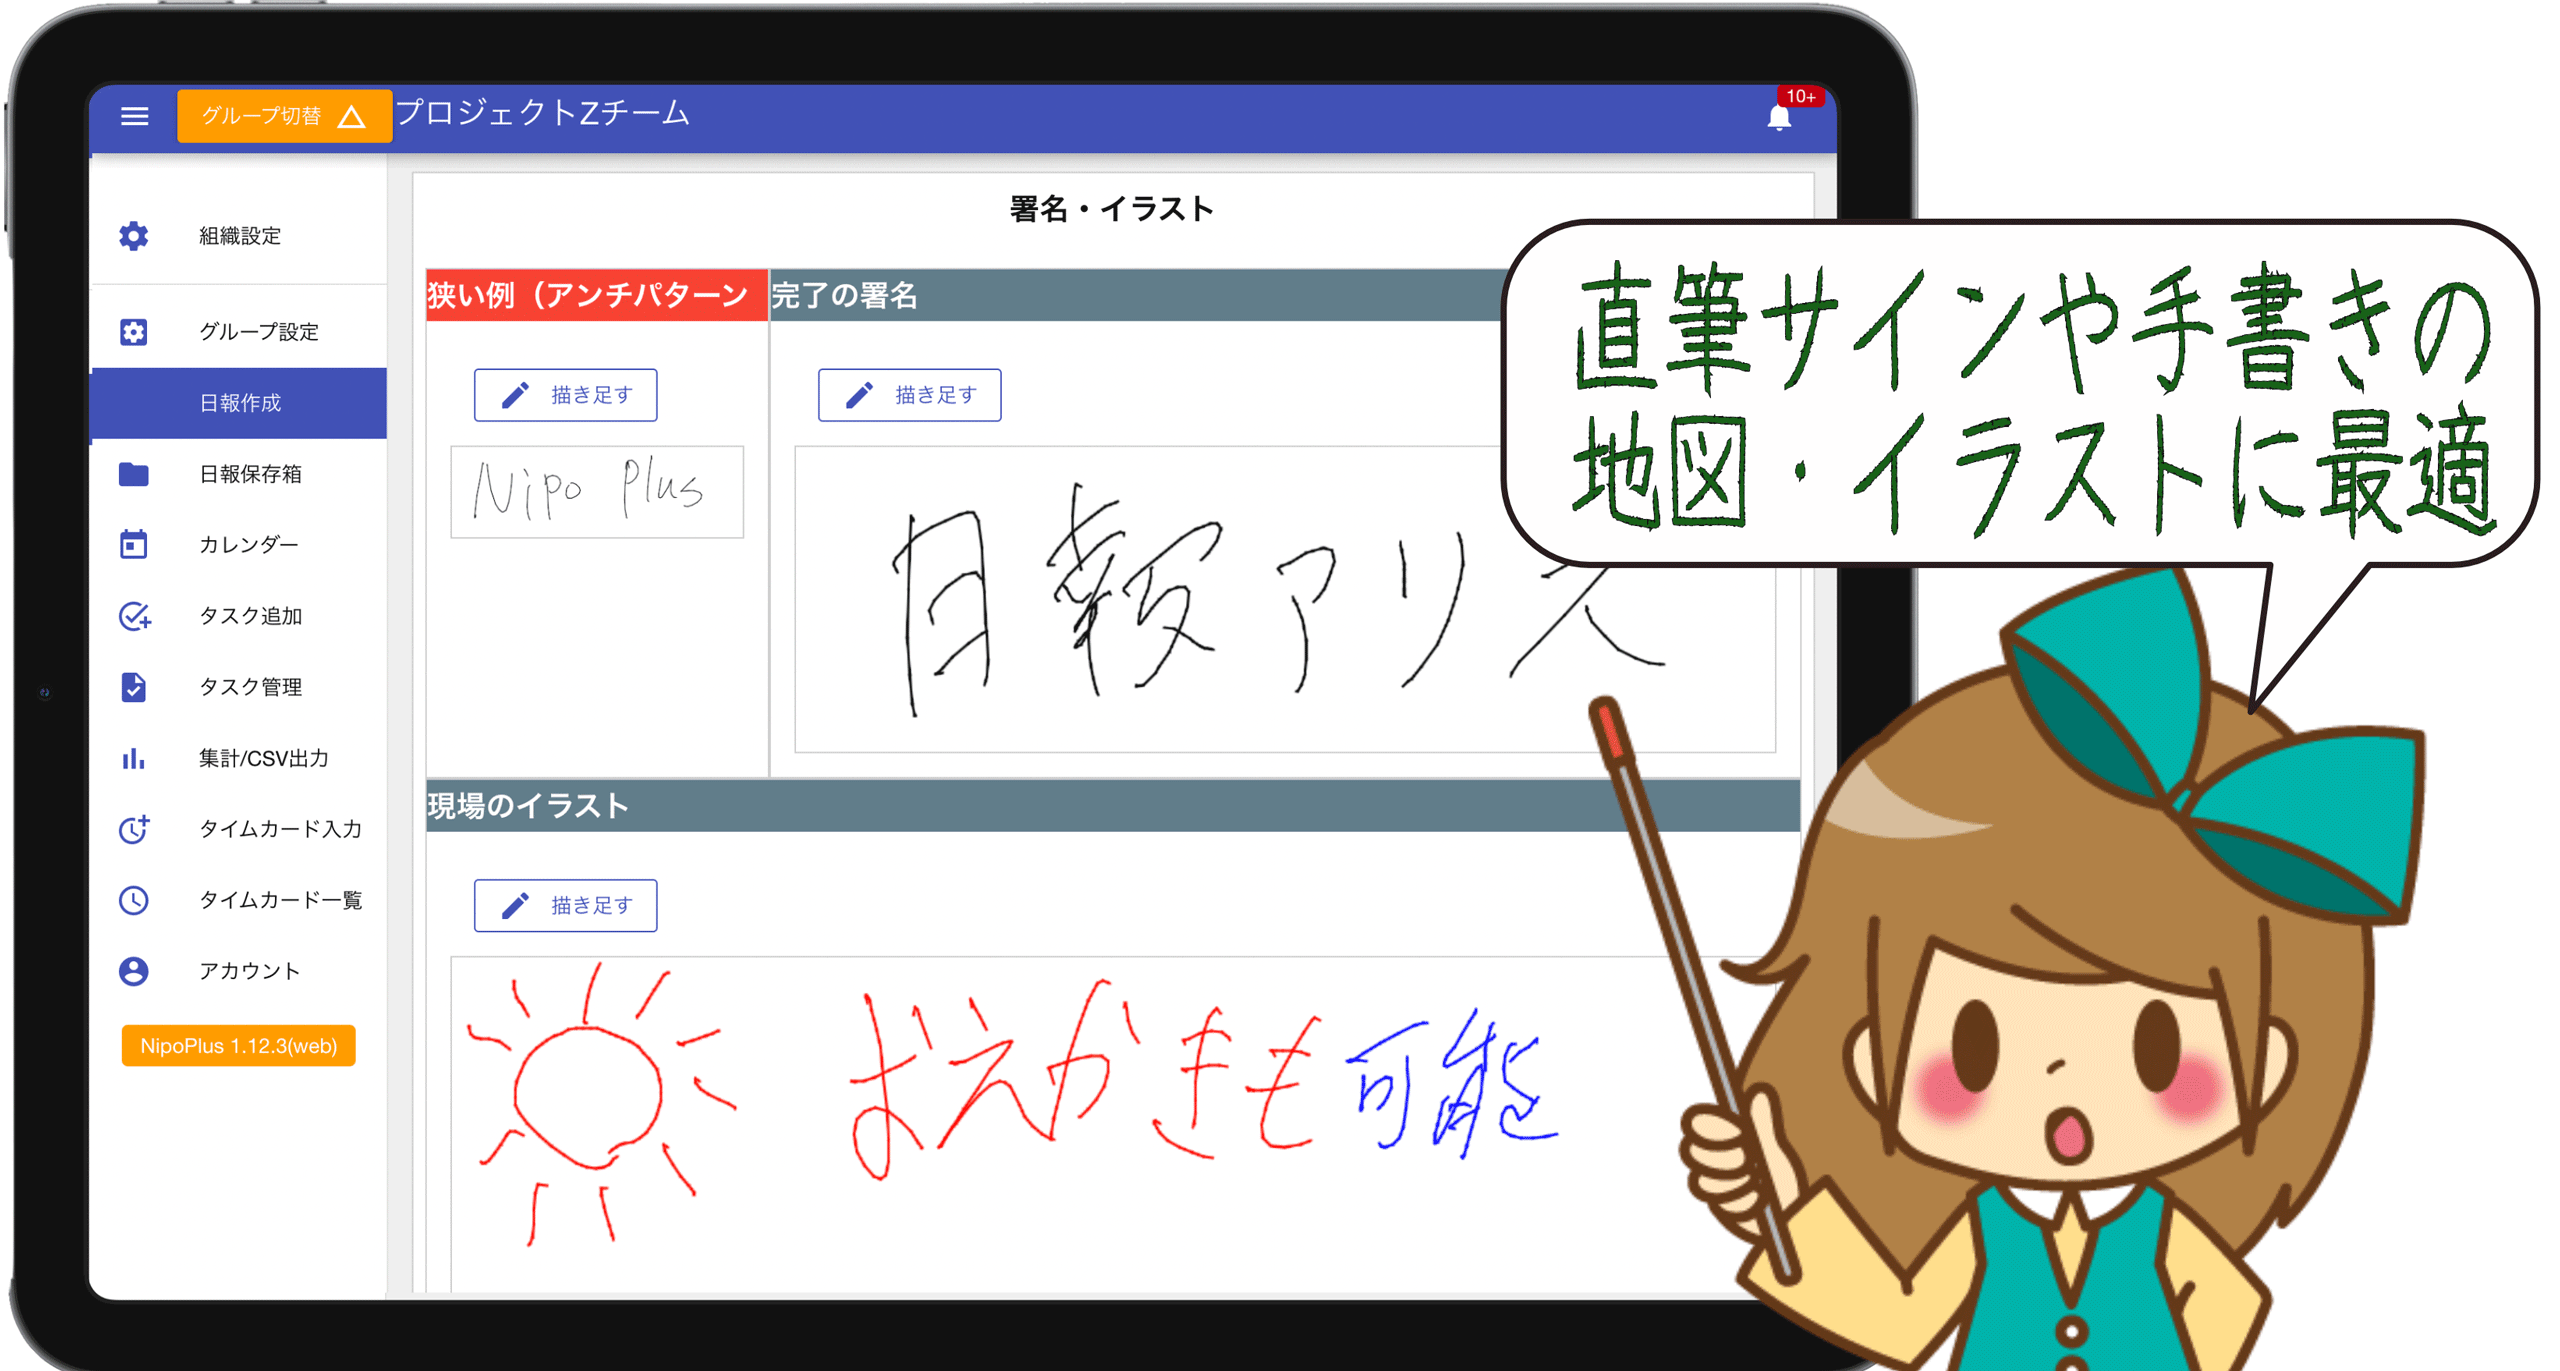 グループ切替
プロジェクトZチーム
10+
組織設定
グループ設定
日報作成
日報保存箱
カレンダー
タスク追加
タスク管理
集計/CSV出力
タイムカード入力
タイムカード一覧
アカウント
NipoPlus 1.12.3(web)
署名・イラスト
狭い例（アンチパターン
完了の署名
描き足す
描き足す
Nipo Plus
日報アリス
現場のイラスト
描き足す
おえかきも可能
直筆サインや手書きの
地図・イラストに最適